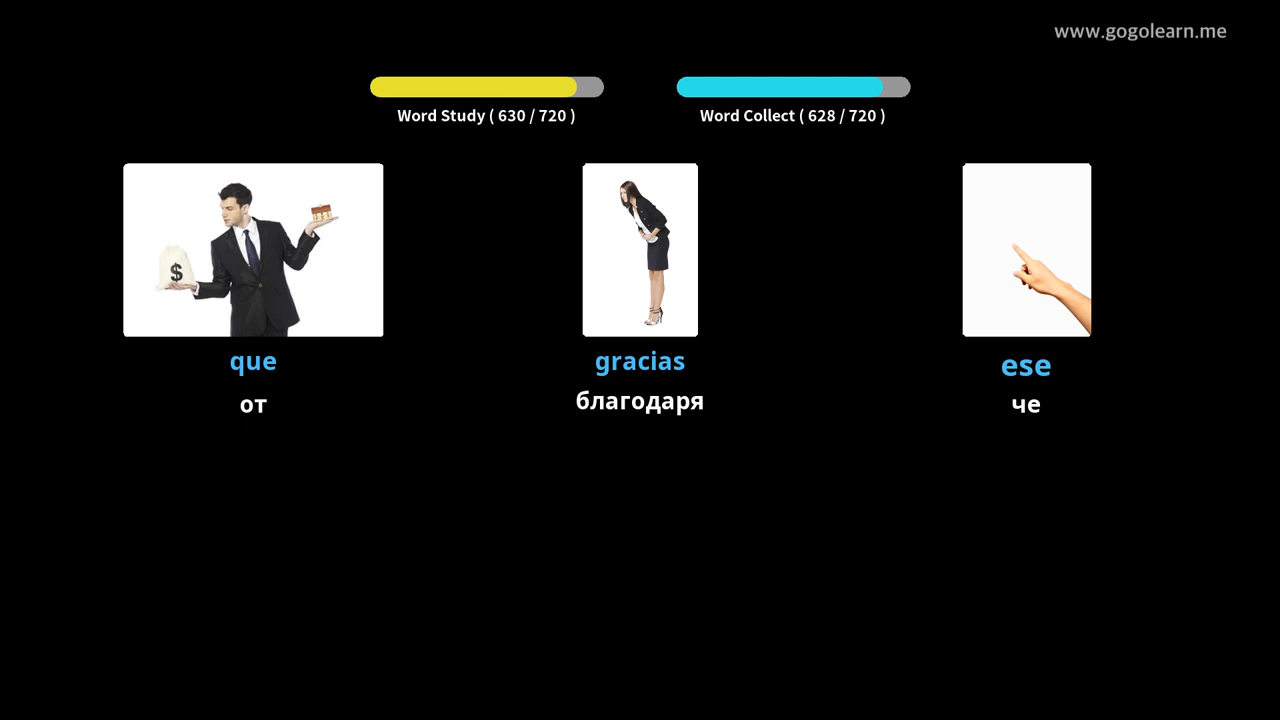 www.gogolearn.me
Word Study ( 630 / 720 )
Word Collect ( 628 / 720 )
$
que
gracias
ese
от
благодаря
че